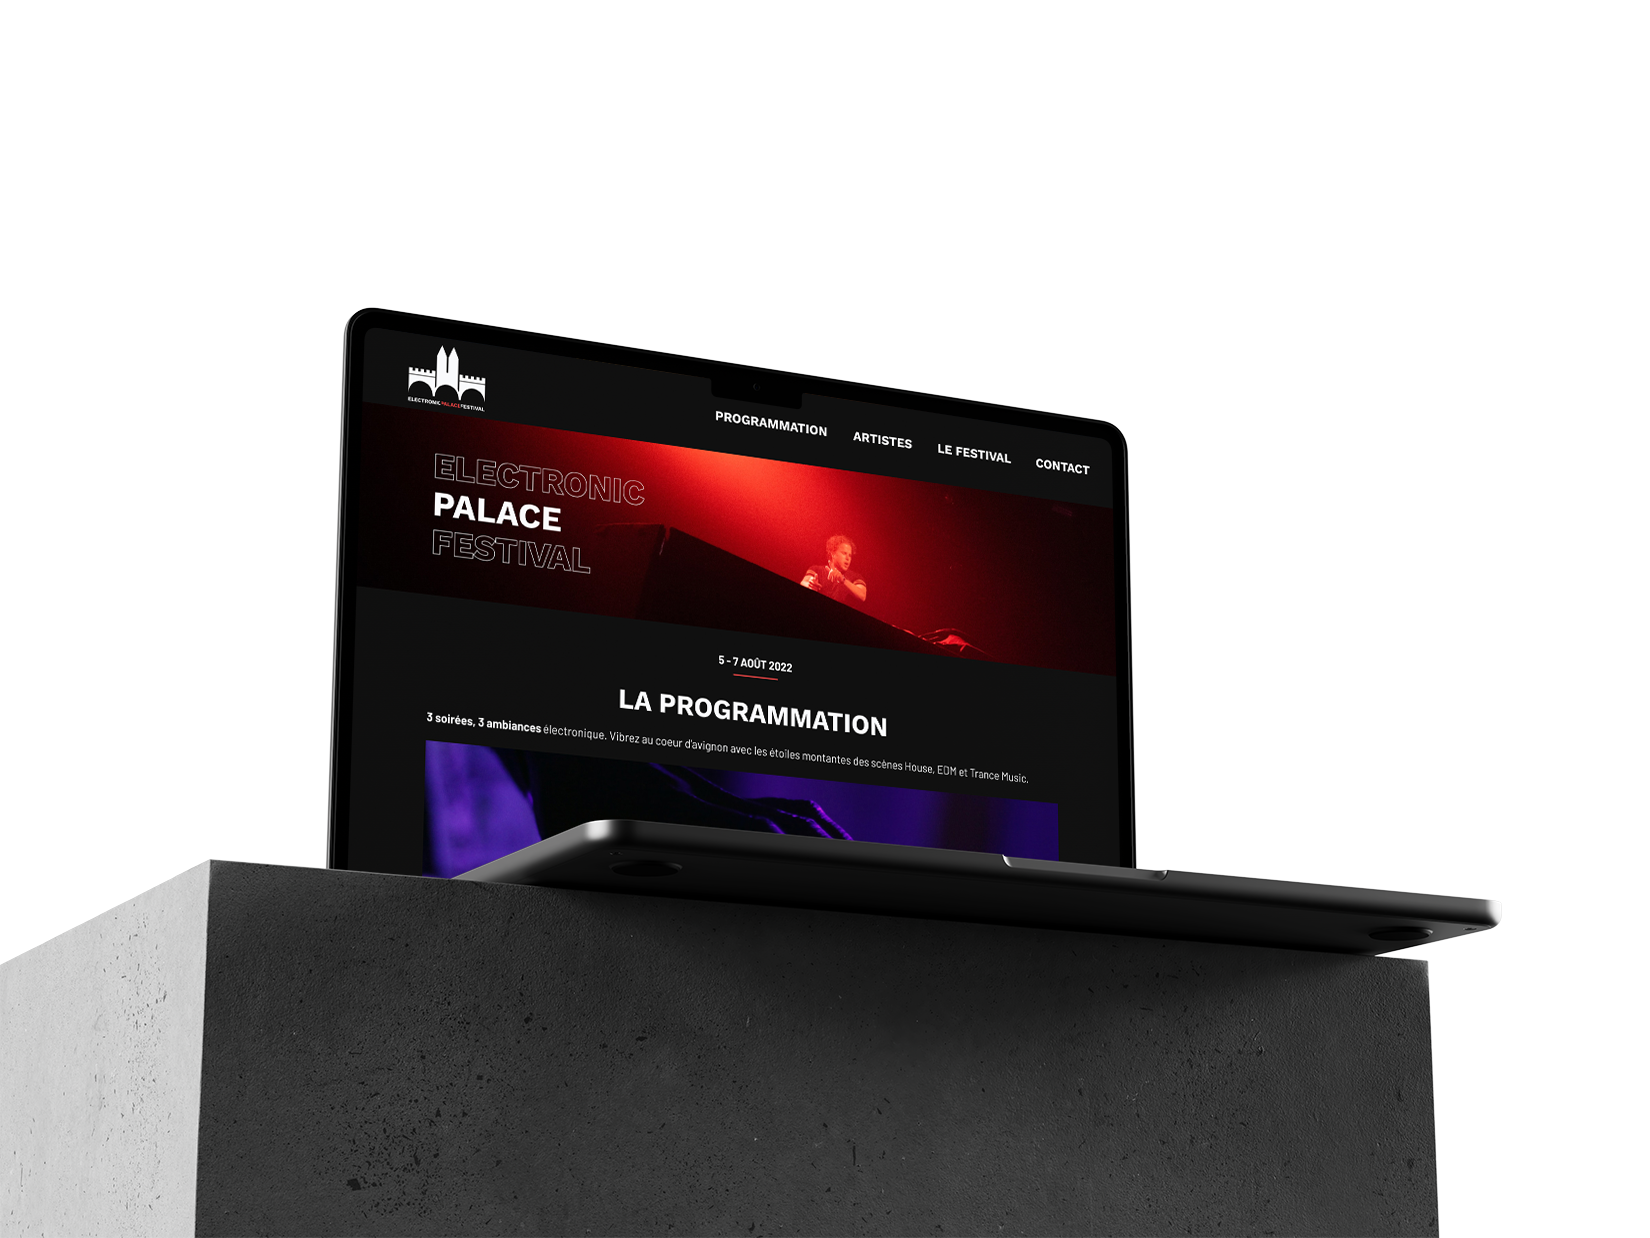 ELECTRONIC PALACE FESTIVAL
PROGRAMMATION ARTISTES LE FESTIVAL CONTACT
ELECTRONIC
PALACE
FESTIVAL
5 - 7 AOÛT 2022
LA PROGRAMMATION
3 soirées, 3 ambiances électronique. Vibrez au coeur d'avignon avec les étoiles montantes des scènes House, EDM et Trance Music.